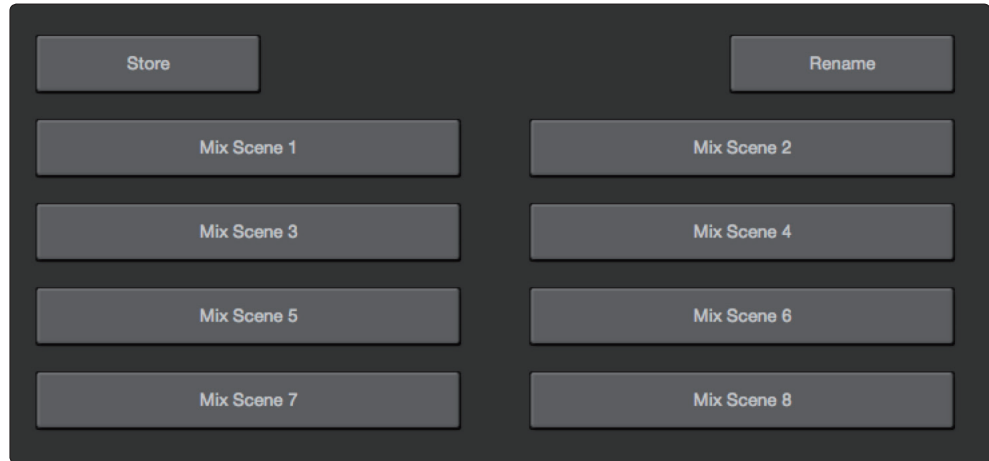 Store
Rename
Mix Scene 1
Mix Scene 2
Mix Scene 3
Mix Scene 4
Mix Scene 5
Mix Scene 6
Mix Scene 7
Mix Scene 8